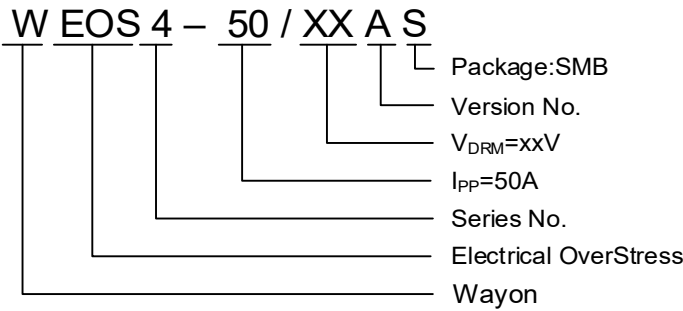 W EOS 4 – 50 / XX A S
Package:SMB
Version No.
VDRM=xxV
IPP=50A
Series No.
Electrical OverStress
Wayon